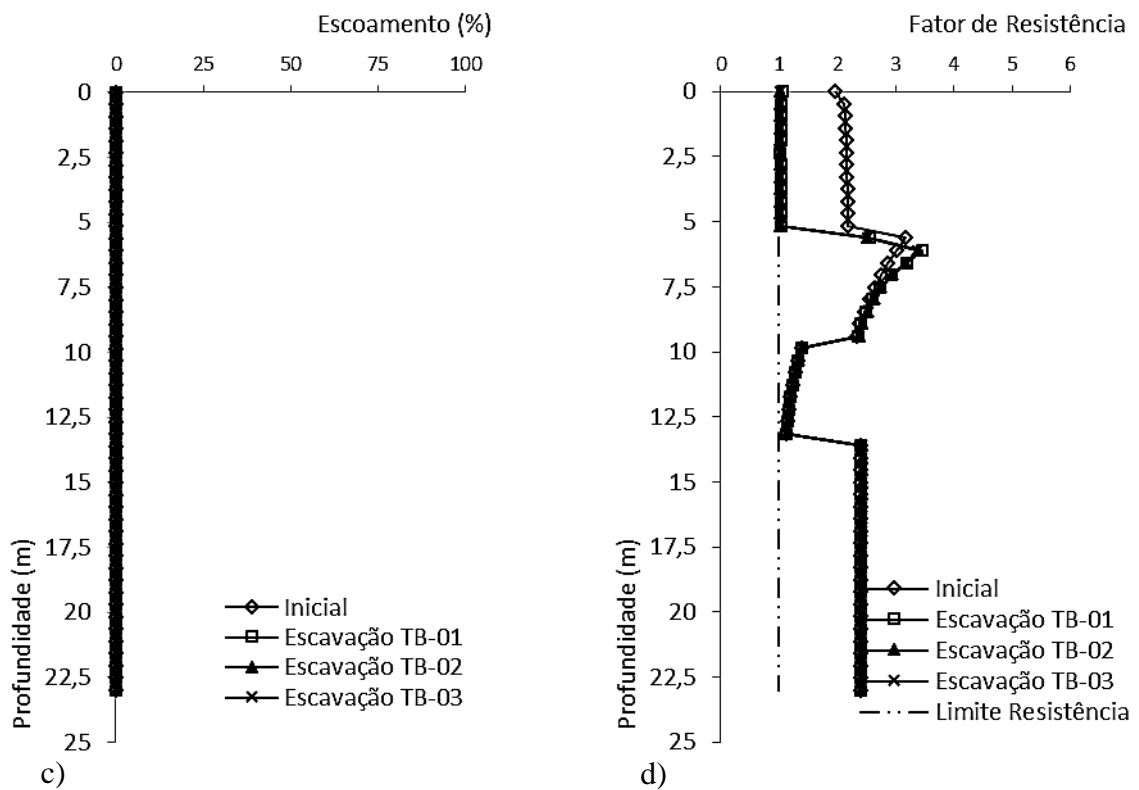 Escoamento (%)
0 25 50 75 100
0
2,5
5
7,5
10
12,5
15
17,5
20
22,5
25
Profundidade (m)
Inicial
Escavação TB-01
Escavação TB-02
Escavação TB-03
c)
Fator de Resistência
0 1 2 3 4 5 6
0
2,5
5
7,5
10
12,5
15
17,5
20
22,5
25
Profundidade (m)
Inicial
Escavação TB-01
Escavação TB-02
Escavação TB-03
Limite Resistência
d)